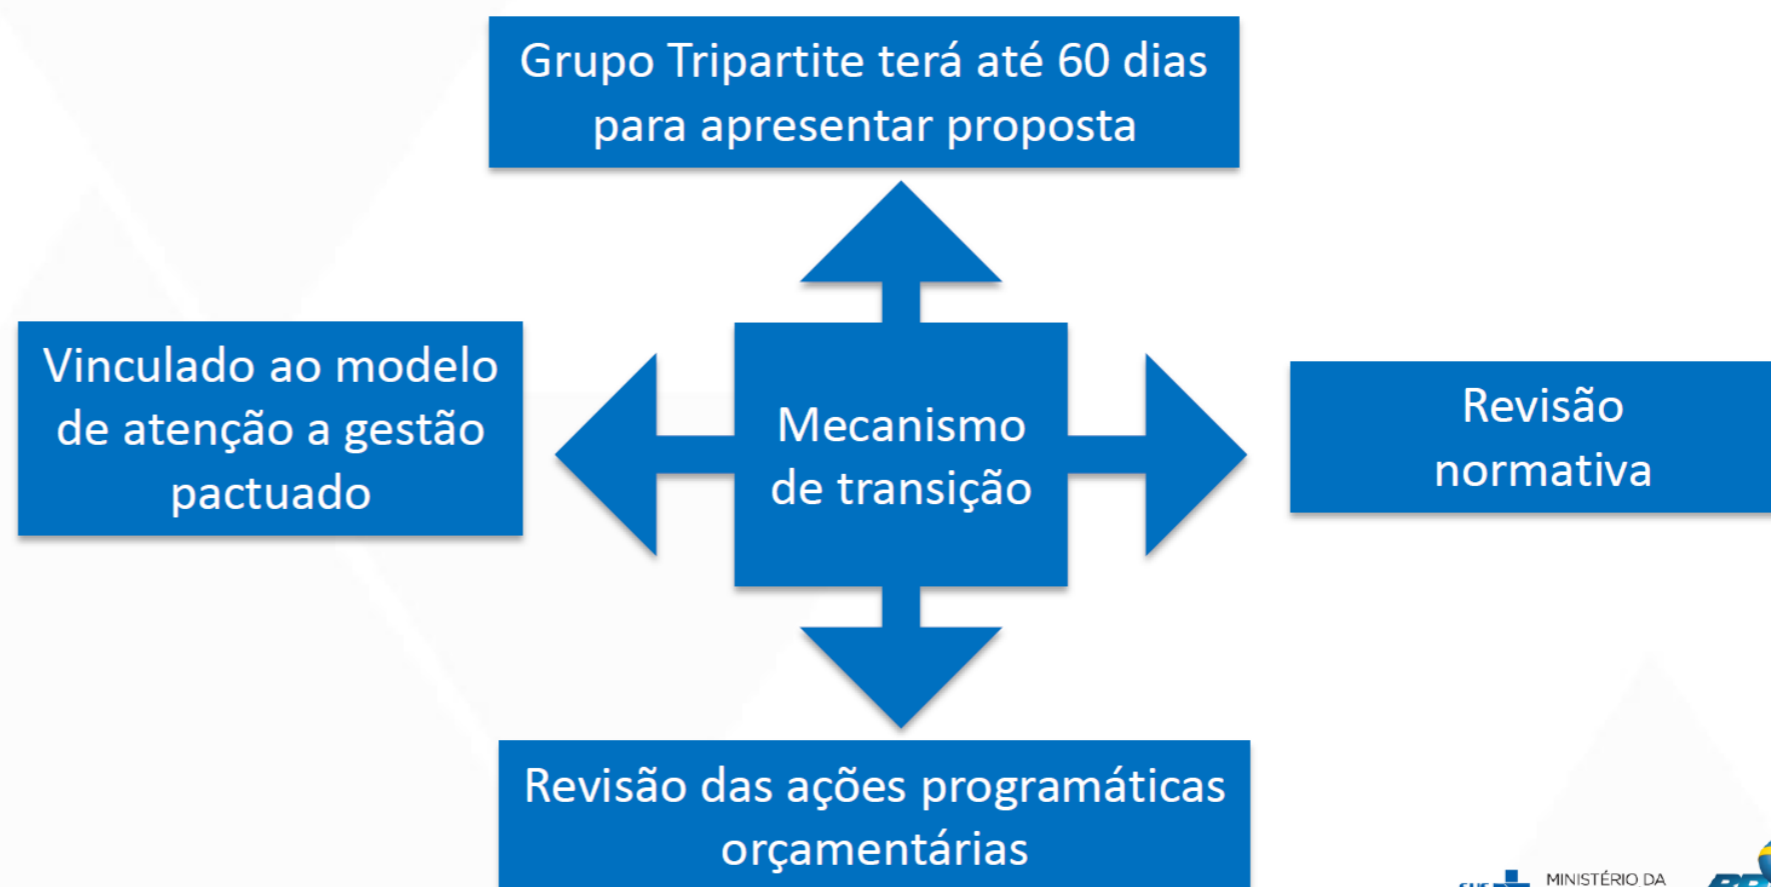 Grupo Tripartite terá até 60 dias
para apresentar proposta
Vinculado ao modelo
de atenção a gestão
pactuado
Mecanismo
de transição
Revisão
normativa
Revisão das ações programáticas
orçamentárias
MINISTÉRIO DA